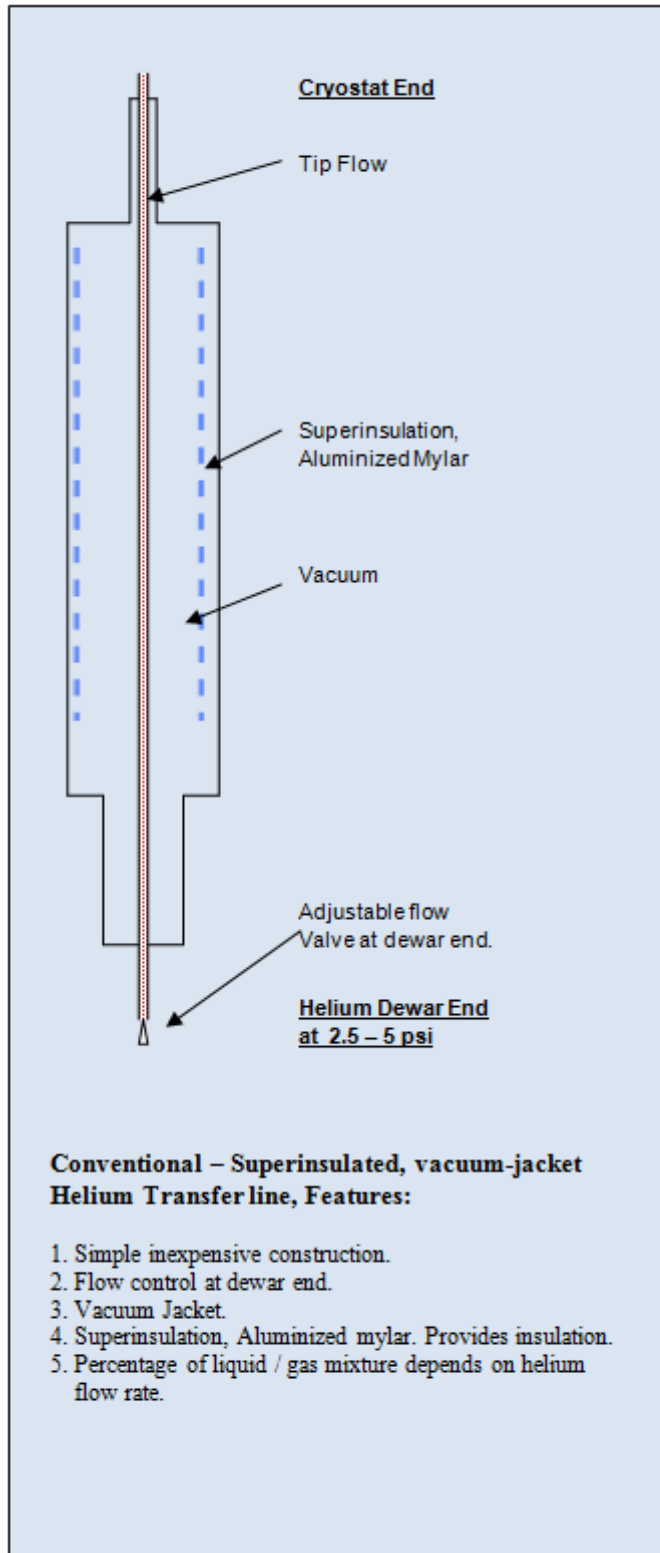 Cryostat End
Tip Flow
Superinsulation,
Aluminized Mylar
Vacuum
Adjustable flow
Valve at dewar end.
Helium Dewar End
at 2.5 – 5 psi
Conventional – Superinsulated, vacuum-jacket
Helium Transfer line, Features:
1. Simple inexpensive construction.
2. Flow control at dewar end.
3. Vacuum Jacket.
4. Superinsulation, Aluminized mylar. Provides insulation.
5. Percentage of liquid / gas mixture depends on helium
flow rate.